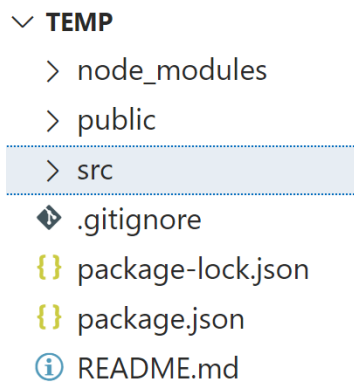 TEMP
node_modules
public
src
.gitignore
package-lock.json
package.json
README.md